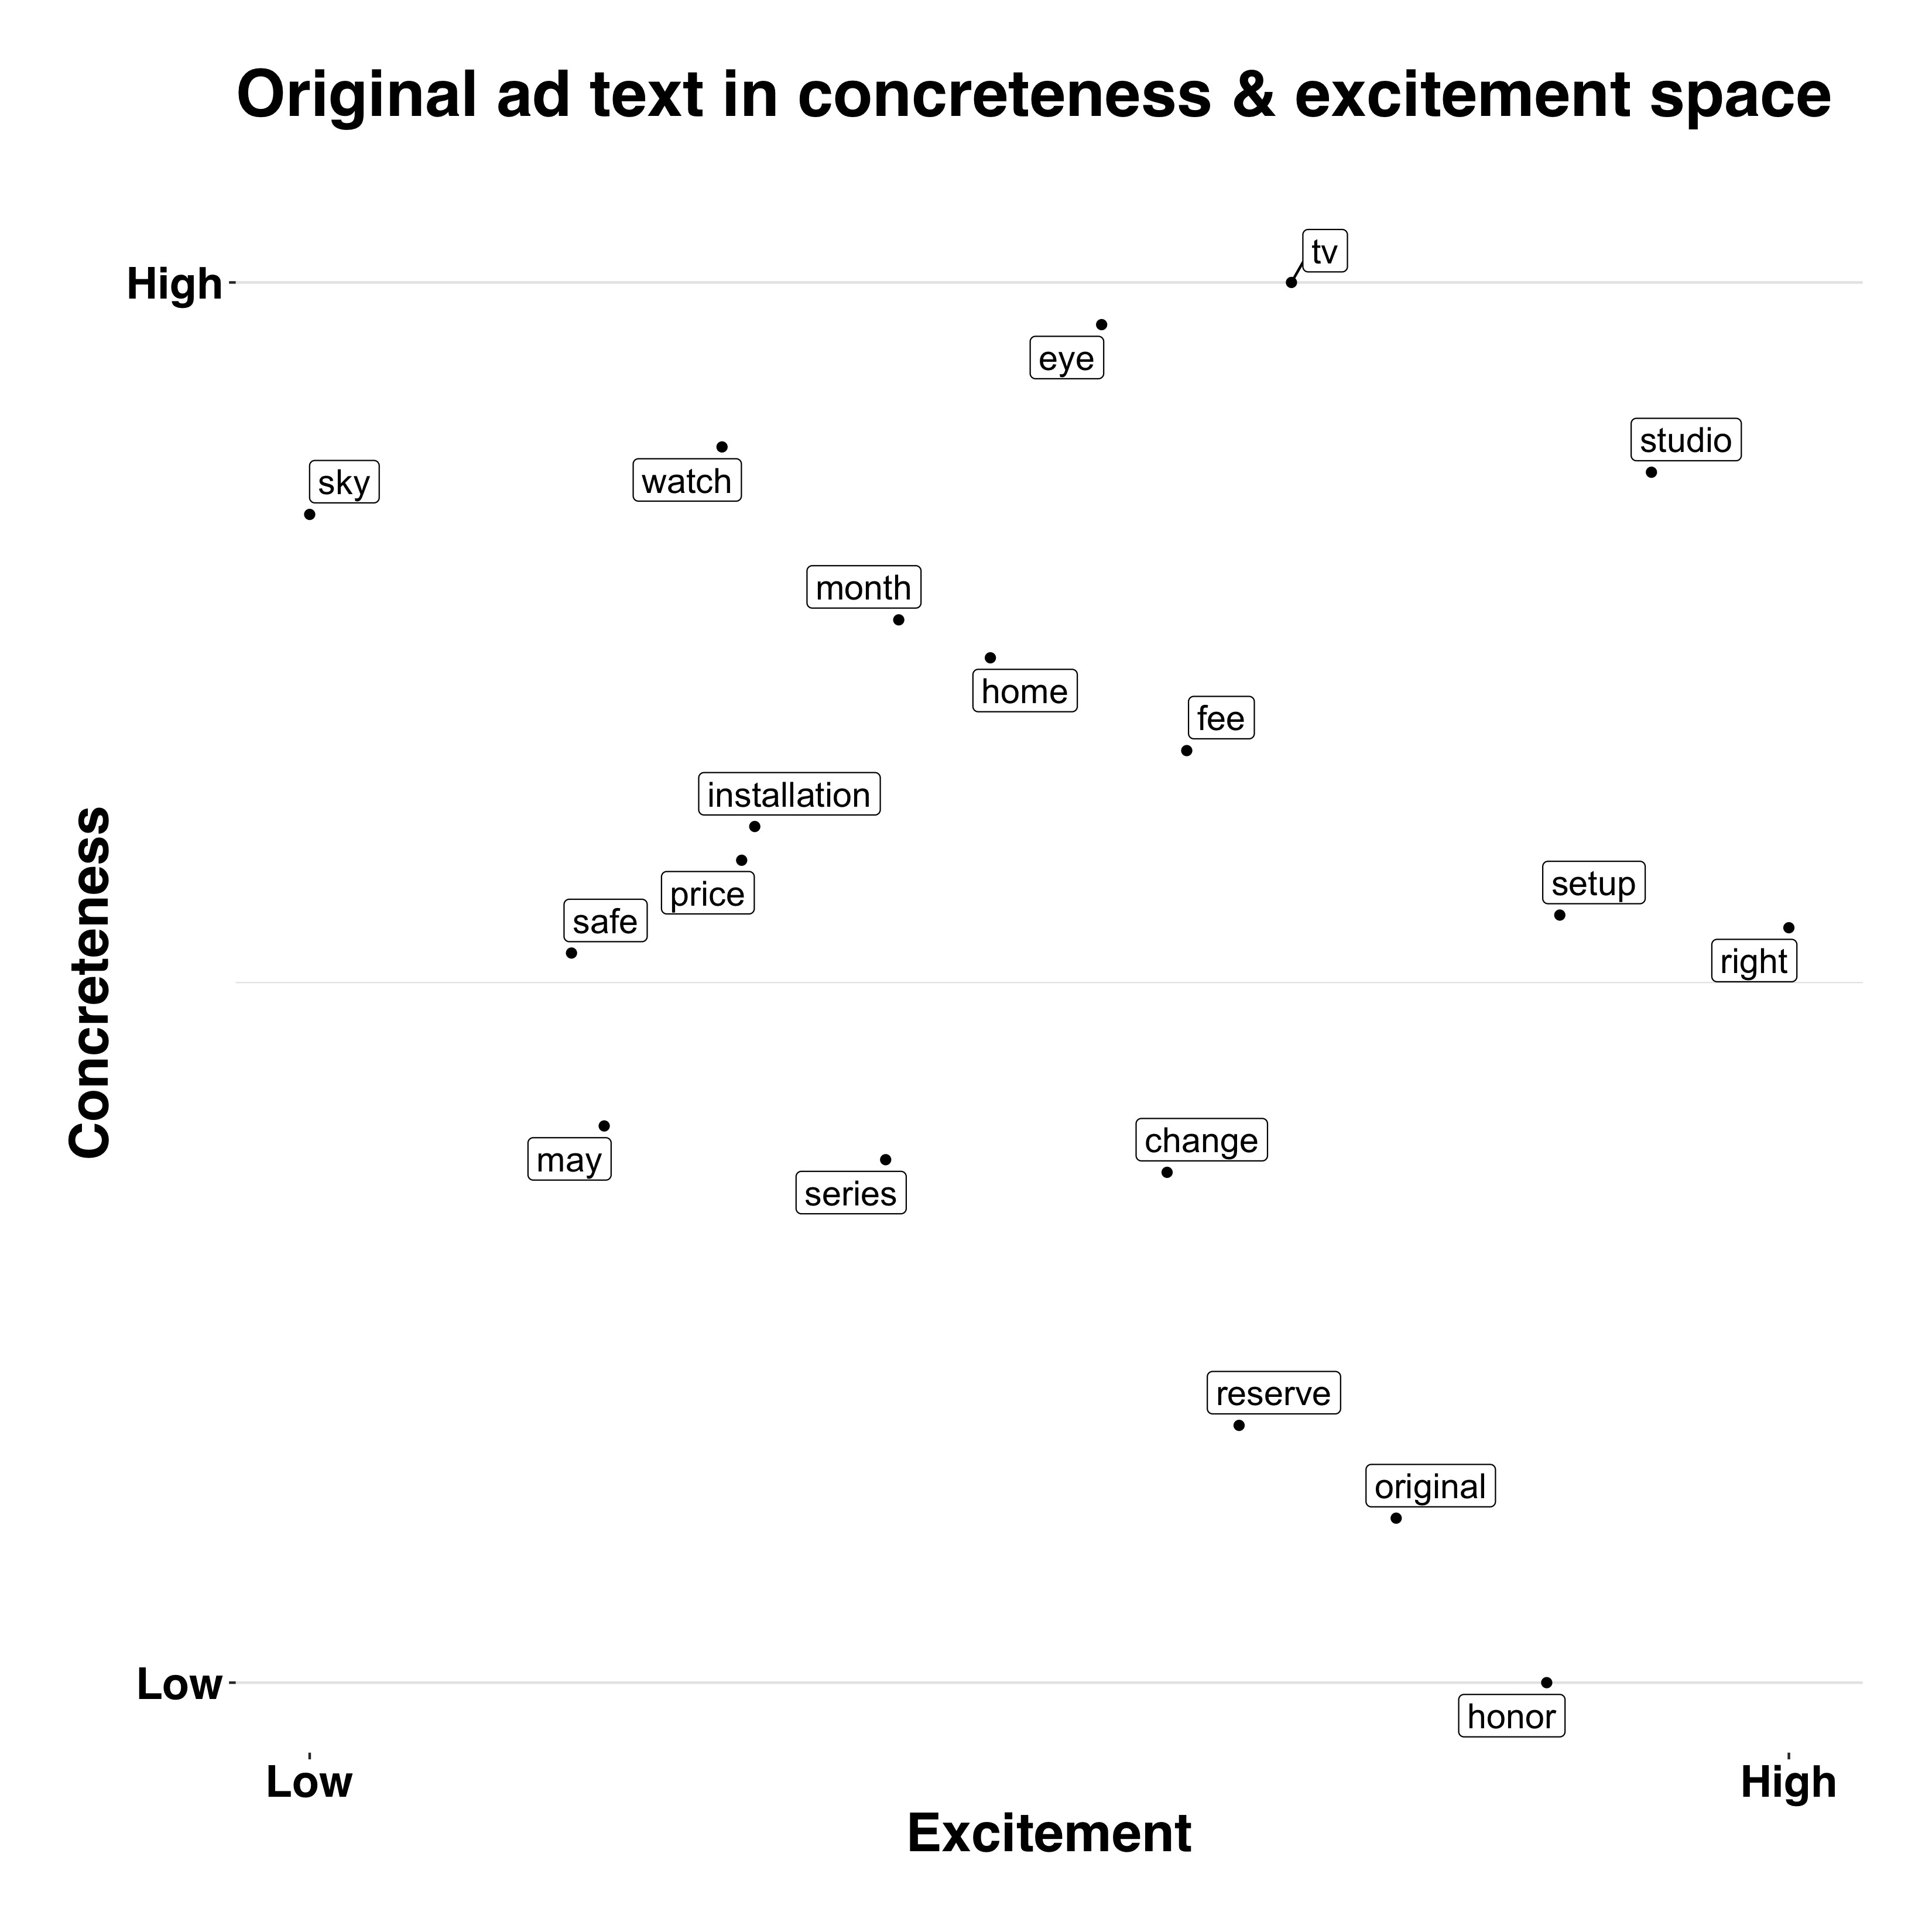 Original ad text in concreteness & excitement space
tv
High
eye
studio
sky
watch
month
home
fee
installation
setup
price
safe
right
Concreteness
change
may
series
reserve
original
Low
honor
Low
High
Excitement